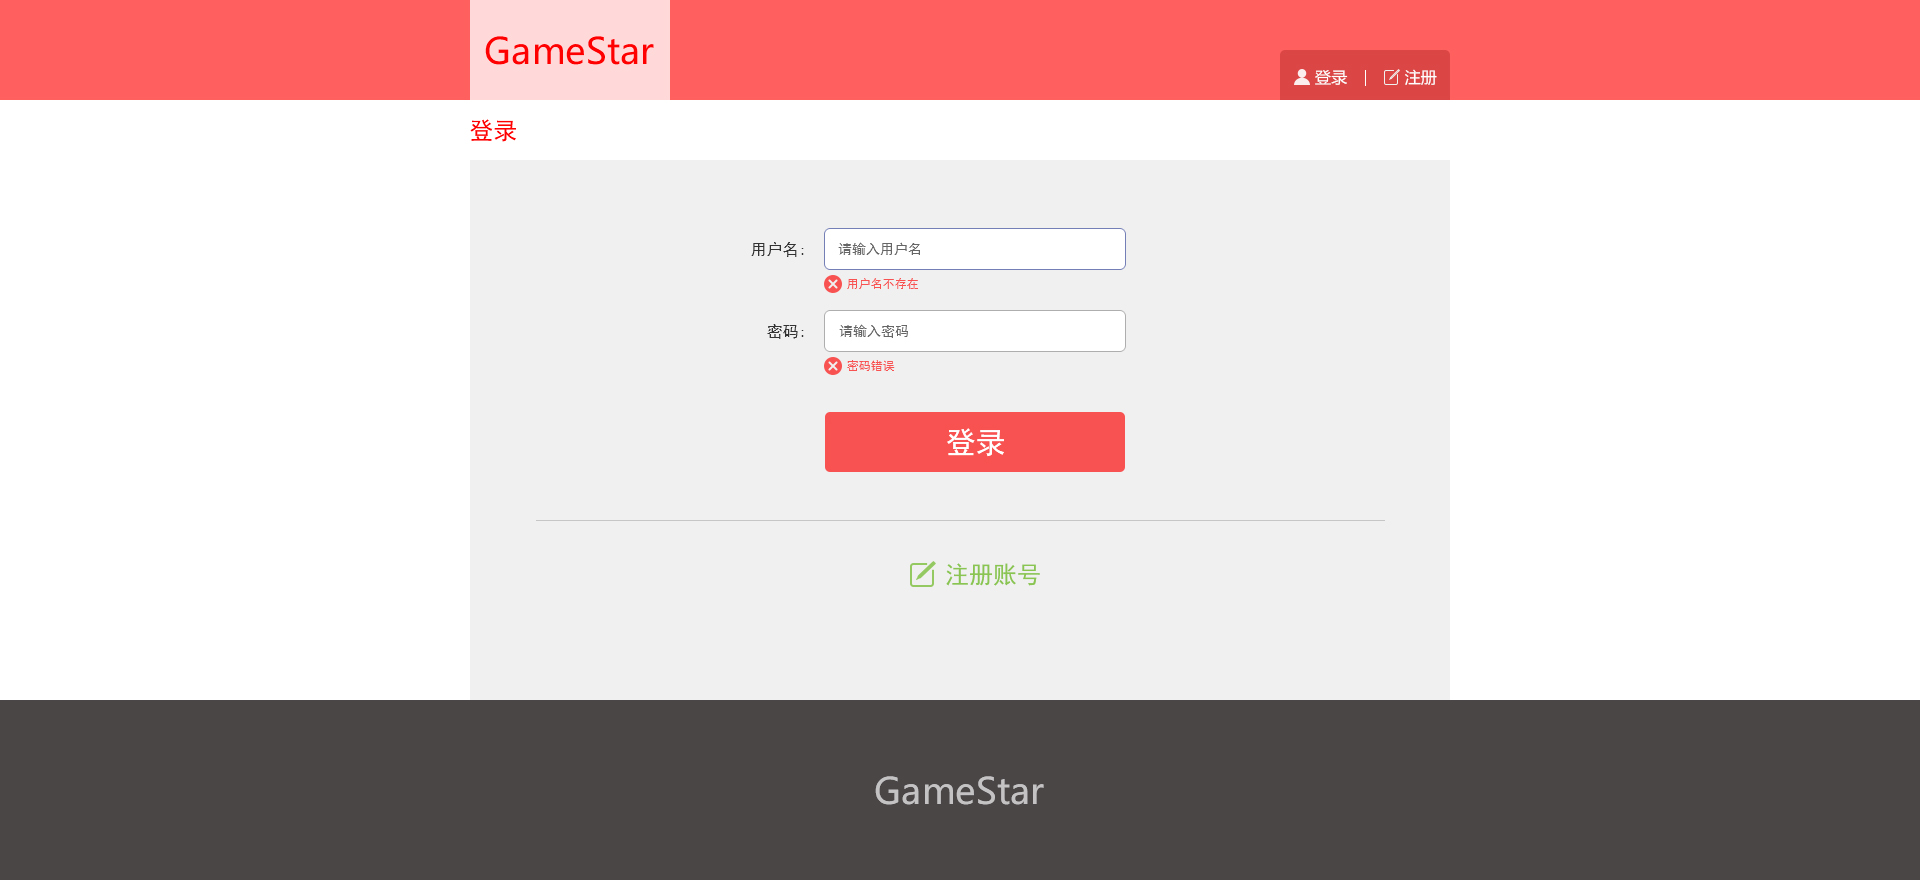 GameStar
登录 | 注册
登录
用户名: 请输入用户名
用户名不存在
密码: 请输入密码
密码错误
登录
注册账号
GameStar